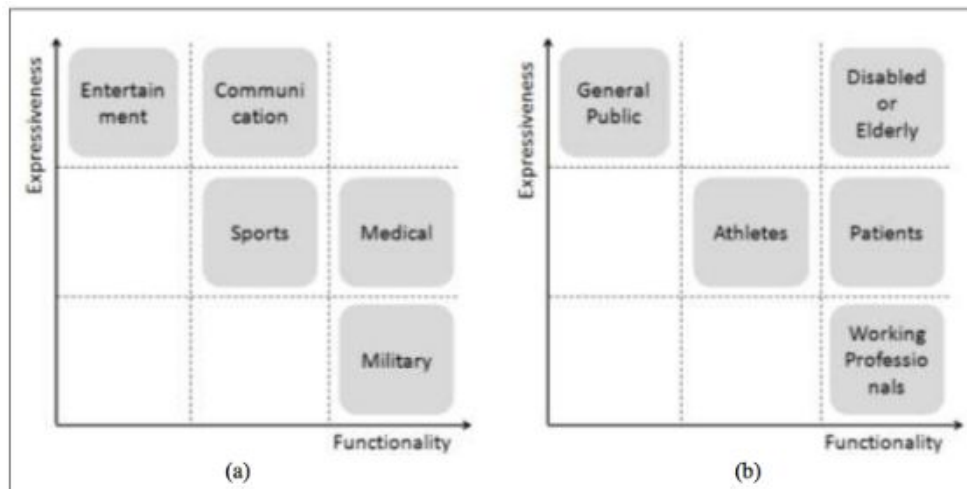 Expressiveness
Entertain
ment
Communi
cation
Sports
Medical
Military
Functionality
(a)
Expressiveness
General
Public
Disabled
or
Elderly
Athletes
Patients
Working
Professio
nals
Functionality
(b)